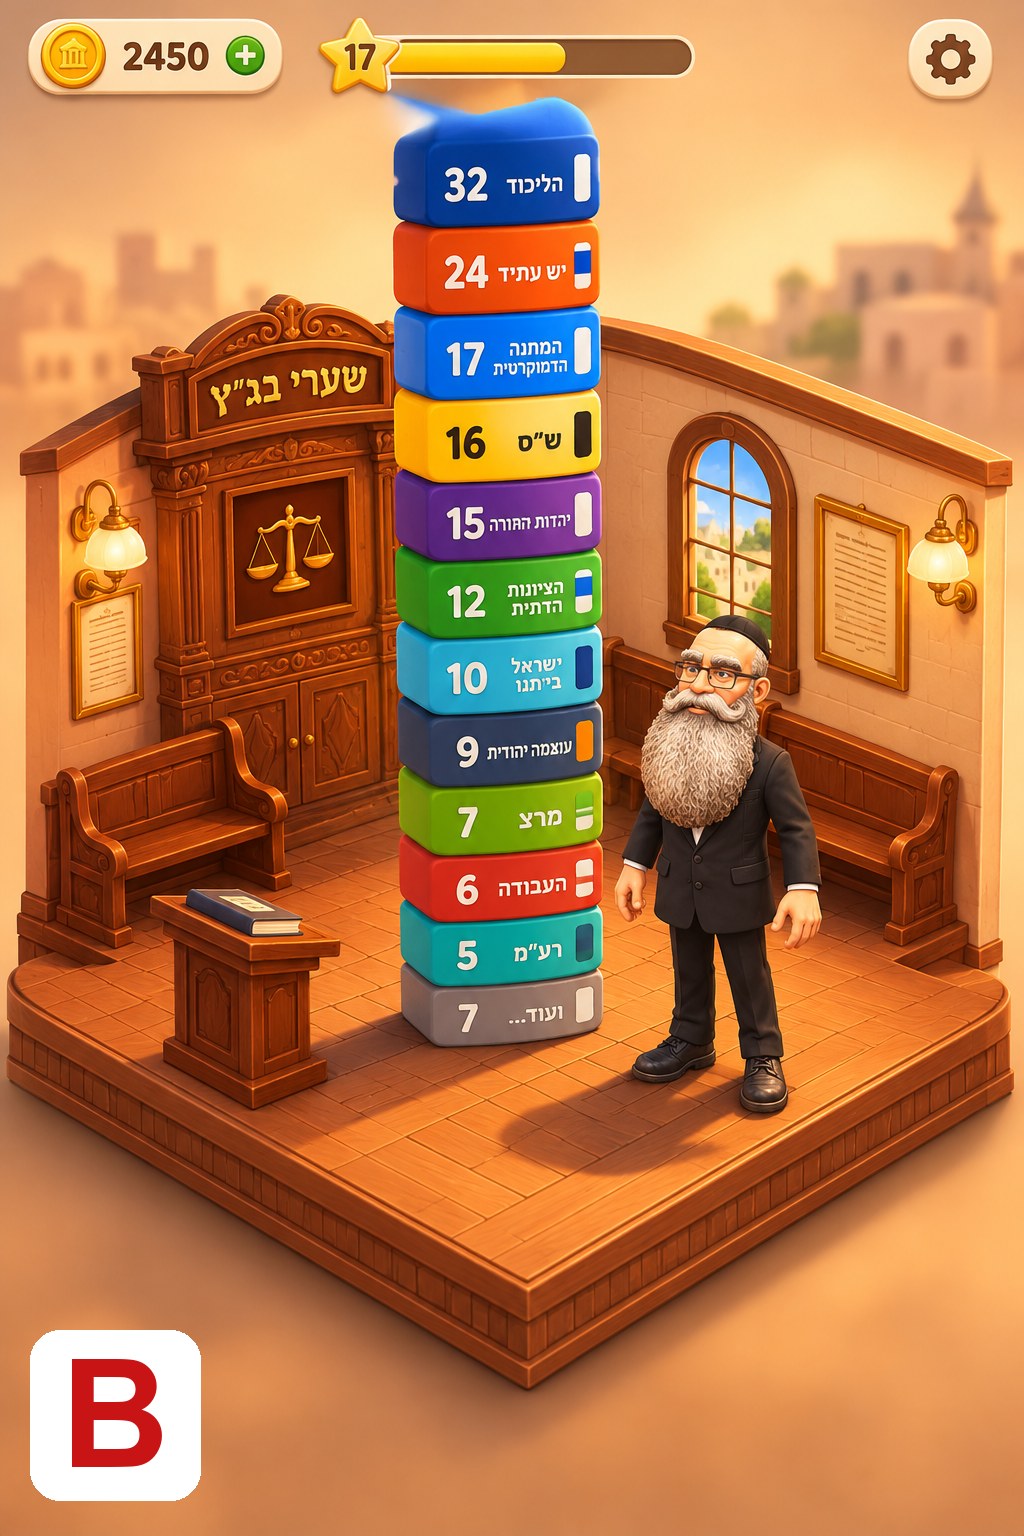 2450
17
32 הליכוד
24 יש עתיד
17 המתנה
הדמוקרטית
16 ש״ס
15 יהדות התורה
12 הציונות
הדתית
10 ישראל
ביתנו
9 עוצמה יהודית
7 מרצ
6 העבודה
5 רע״מ
7 ועוד...
שערי בג״ץ
B